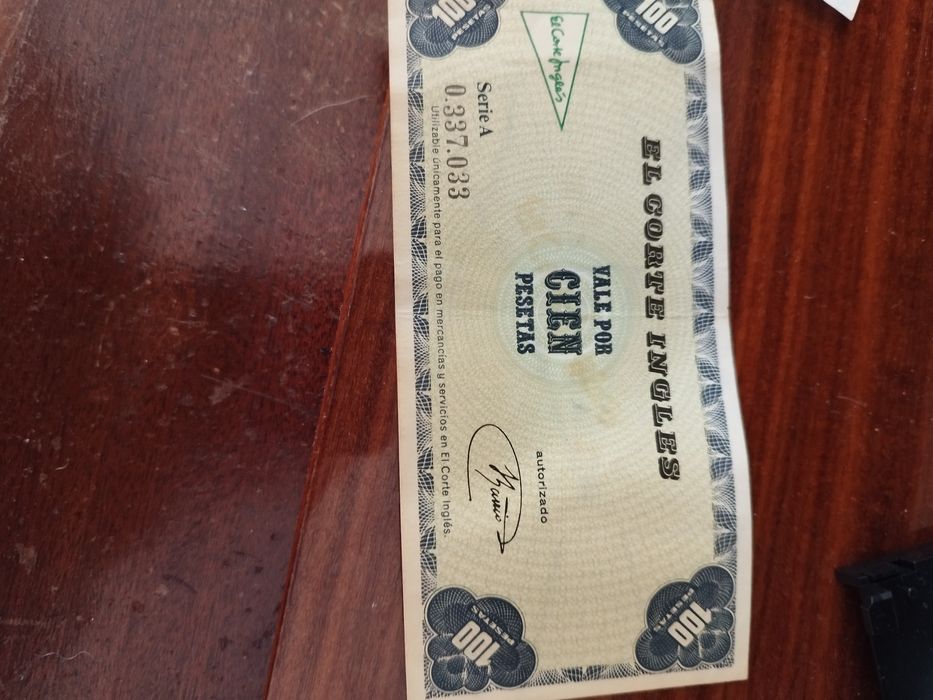 100
PESETAS
100
PESETAS
El Corte Ingles
EL CORTE INGLES
Serie A
0.337.033
VALE POR
CIEN
PESETAS
autorizado
Utilizable únicamente para el pago en mercancías y servicios en El Corte Inglés.
100
PESETAS
100
PESETAS